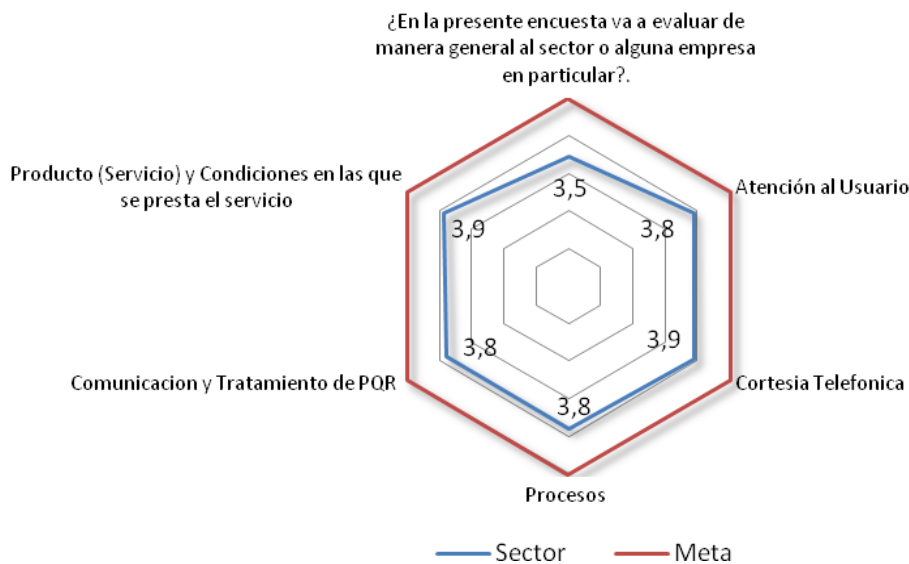 ¿En la presente encuesta va a evaluar de
manera general al sector o alguna empresa
en particular?.
Producto (Servicio) y Condiciones en las que
se presta el servicio
Atención al Usuario
3,5
3,9
3,8
3,8
3,9
3,8
Comunicacion y Tratamiento de PQR
Cortesia Telefonica
Procesos
Sector
Meta